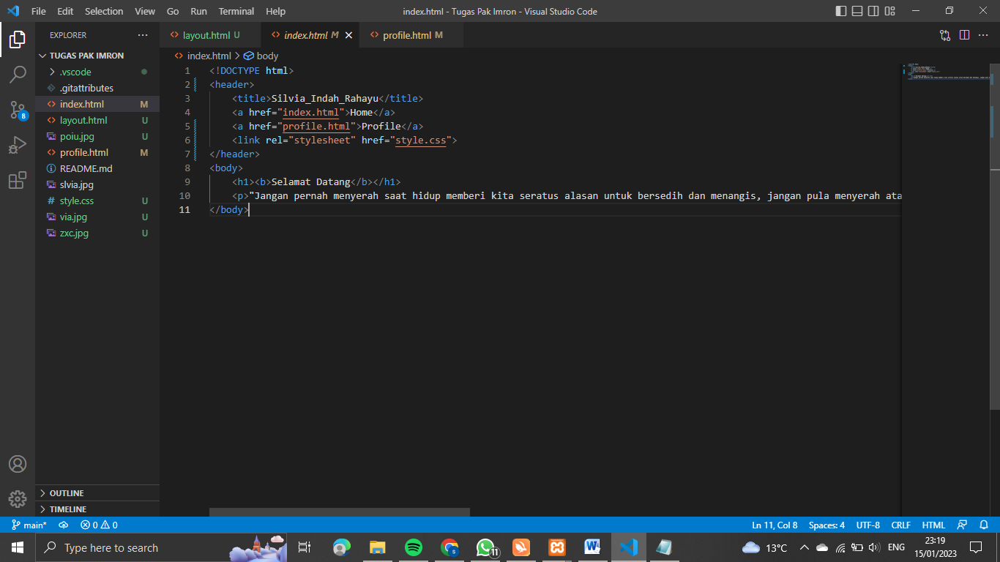 File Edit Selection View Go Run Terminal Help index.html - Tugas Pak Imron - Visual Studio Code
EXPLORER ···
layout.html U index.html M profile.html M
index.html > body
TUGAS PAK IMRON
.vscode
.gitattributes
index.html M
layout.html U
poiu.jpg U
profile.html M
README.md
slvia.jpg
style.css U
via.jpg U
zxc.jpg U
8
1 <!DOCTYPE html>
2 <header>
3 <title>Silvia_Indah_Rahayu</title>
4 <a href="index.html">Home</a>
5 <a href="profile.html">Profile</a>
6 <link rel="stylesheet" href="style.css">
7 </header>
8 <body>
9 <h1><b>Selamat Datang</b></h1>
10 <p>"Jangan pernah menyerah saat hidup memberi kita seratus alasan untuk bersedih dan menangis, jangan pula menyerah ata
11 </body>
OUTLINE
TIMELINE
main* 0 0 Ln 11, Col 8 Spaces: 4 UTF-8 CRLF HTML
Type here to search 11 13°C ENG 23:19
15/01/2023